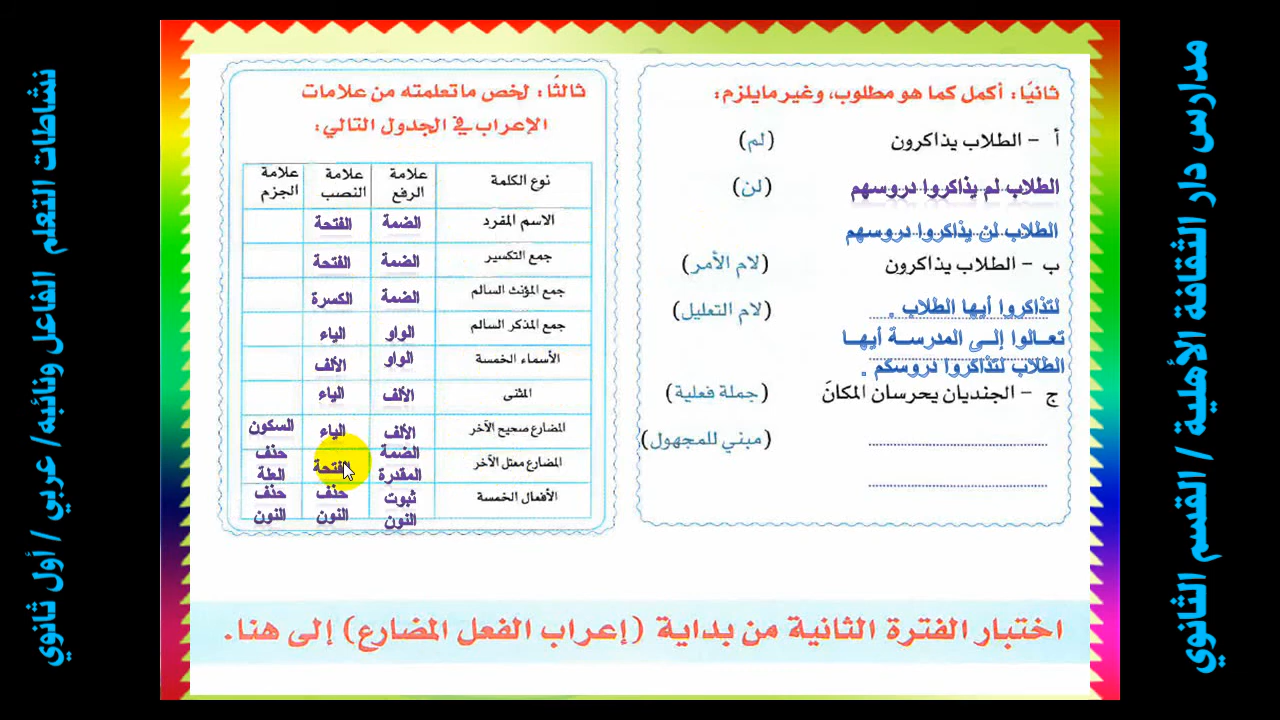 مدارس دار الثقافة الأهلية / القسم الثانوي
ثانيًا: أكمل كما هو مطلوب، وغير مايلزم:
أ - الطلاب يذاكرون (لم)
الطلاب لم يذاكروا دروسهم (لن)
الطلاب لن يذاكروا دروسهم
ب - الطلاب يذاكرون (لام الأمر)
لتذاكروا أيها الطلاب . (لام التعليل)
تعـالوا إلـى المدرسـة أيهـا
الطلاب لتذاكروا دروسكم .
ج - الجنديان يحرسان المكانَ (جملة فعلية)
(مبني للمجهول)
ثالثًا: لخص ماتعلمته من علامات
الإعراب في الجدول التالي:
نوع الكلمة علامة الرفع علامة النصب علامة الجزم
الاسم المفرد الضمة الفتحة
جمع التكسير الضمة الفتحة
جمع المؤنث السالم الضمة الكسرة
جمع المذكر السالم الواو الياء
الأسماء الخمسة الواو الألف
المثنى الألف الياء
المضارع صحيح الآخر الألف الياء السكون
المضارع معتل الآخر الضمة المقدرة الفتحة حذف العلة
الأفعال الخمسة ثبوت النون حذف النون حذف النون
اختبار الفترة الثانية من بداية (إعراب الفعل المضارع) إلى هنا.
نشاطات التعلم الفاعل ونائبه/ عربي / أول ثانوي